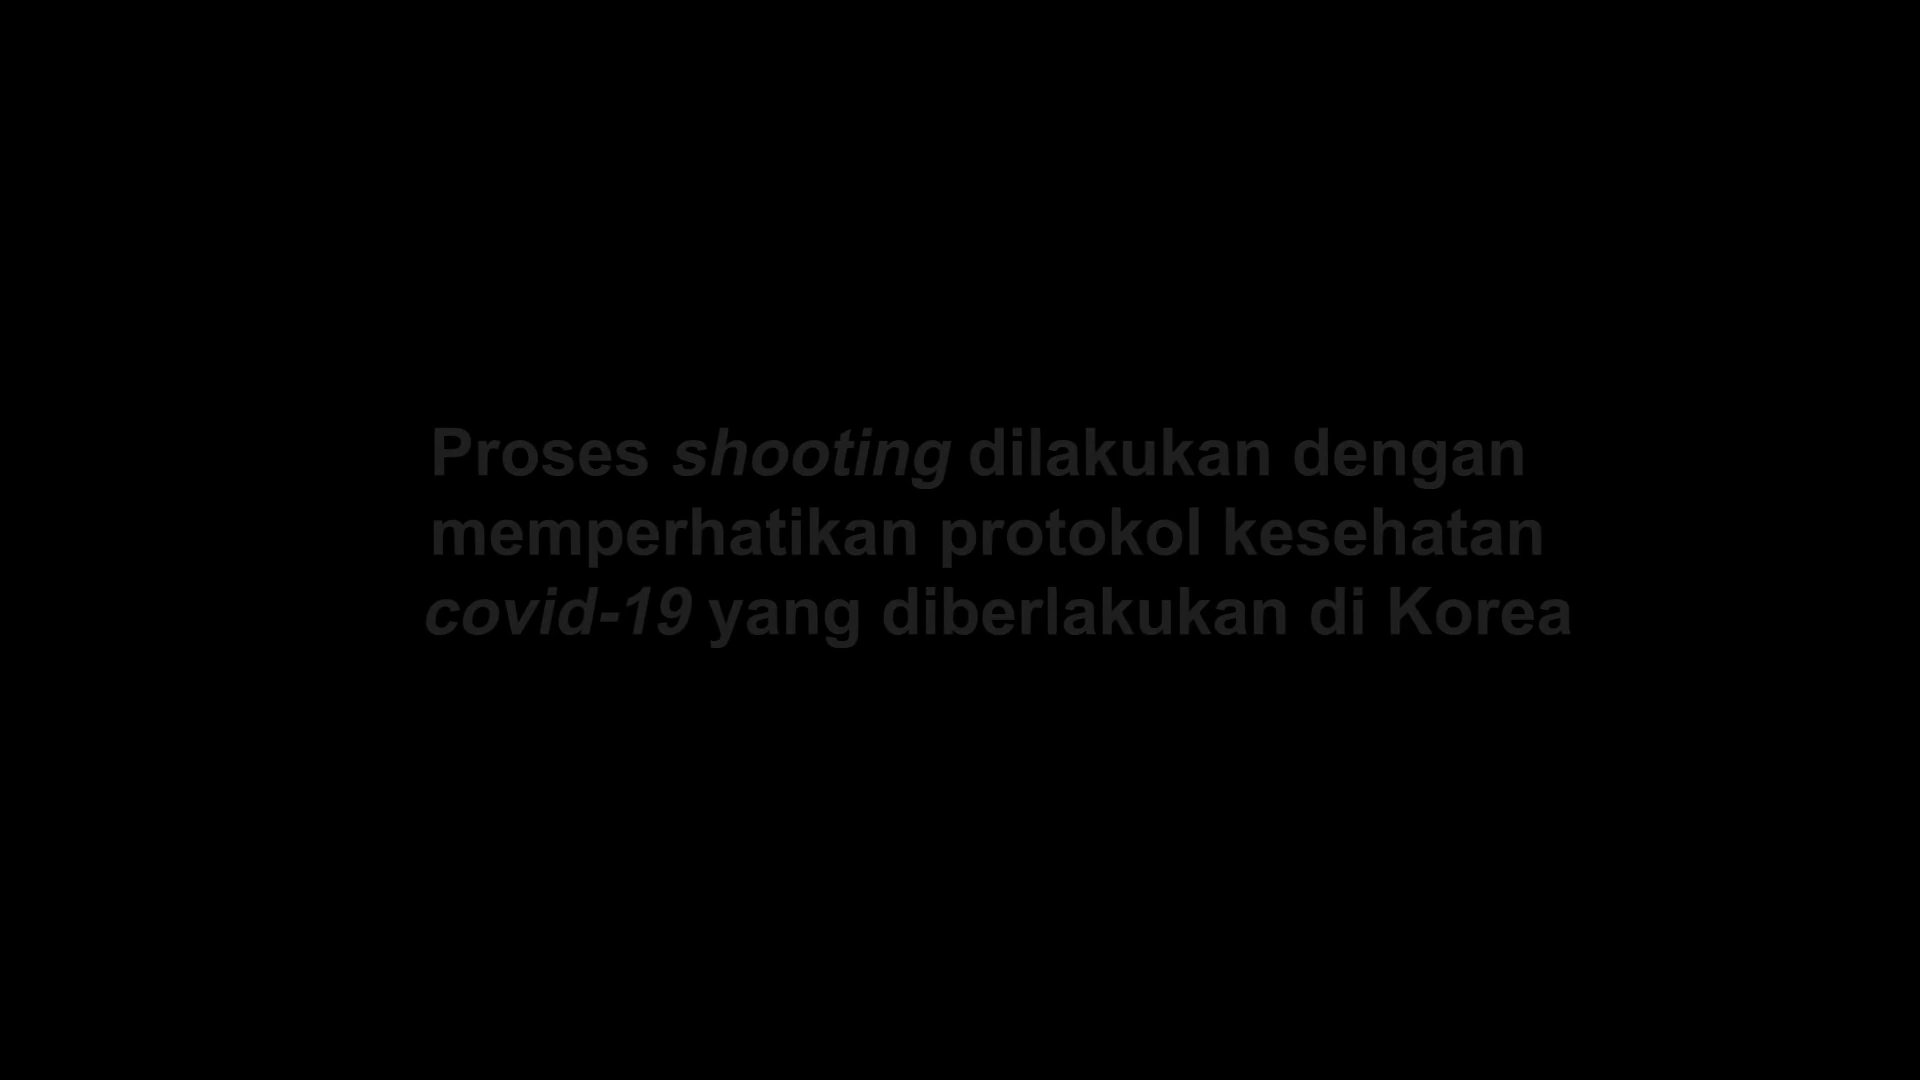 Proses shooting dilakukan dengan
memperhatikan protokol kesehatan
covid-19 yang diberlakukan di Korea